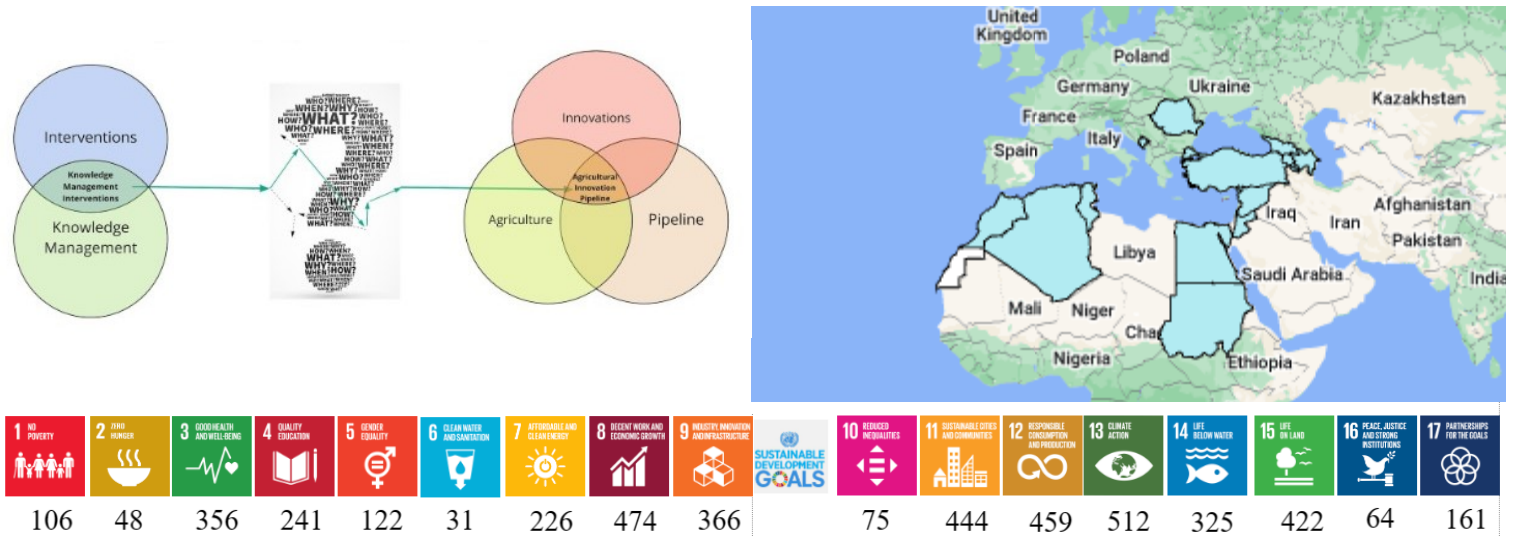 Interventions
Knowledge
Management
Interventions
Knowledge
Management
WHO? WHERE?
WHEN? WHY?
WHAT?
Innovations
Agriculture
Agricultural
Innovation
Pipeline
Pipeline
United
Kingdom
Poland
Germany
Ukraine
France
Kazakhstan
Italy
Spain
Iraq
Iran
Afghanistan
Pakistan
Libya
Saudi Arabia
India
Mali
Niger
Cha
Nigeria
Ethiopia
1 NO
POVERTY
2 ZERO
HUNGER
3 GOOD HEALTH
AND WELL-BEING
4 QUALITY
EDUCATION
5 GENDER
EQUALITY
6 CLEAN WATER
AND SANITATION
7 AFFORDABLE AND
CLEAN ENERGY
8 DECENT WORK AND
ECONOMIC GROWTH
9 INDUSTRY, INNOVATION
AND INFRASTRUCTURE
SUSTAINABLE
DEVELOPMENT
GOALS
10 REDUCED
INEQUALITIES
11 SUSTAINABLE CITIES
AND COMMUNITIES
12 RESPONSIBLE
CONSUMPTION
AND PRODUCTION
13 CLIMATE
ACTION
14 LIFE
BELOW WATER
15 LIFE
ON LAND
16 PEACE, JUSTICE
AND STRONG
INSTITUTIONS
17 PARTNERSHIPS
FOR THE GOALS
106 48 356 241 122 31 226 474 366 75 444 459 512 325 422 64 161